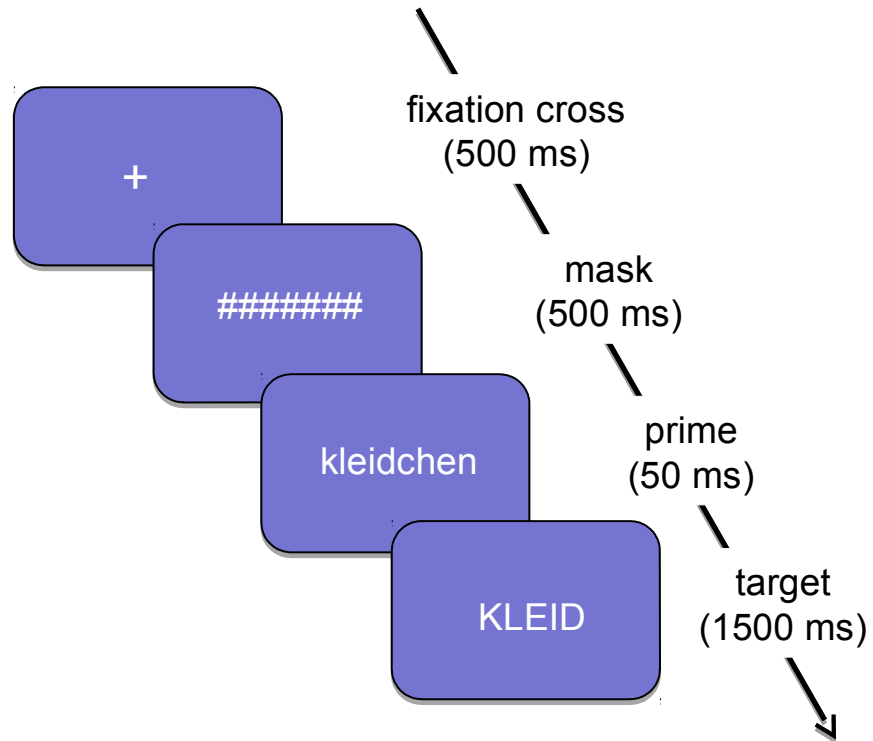 fixation cross
(500 ms)
+
mask
(500 ms)
#######
prime
(50 ms)
kleidchen
target
(1500 ms)
KLEID